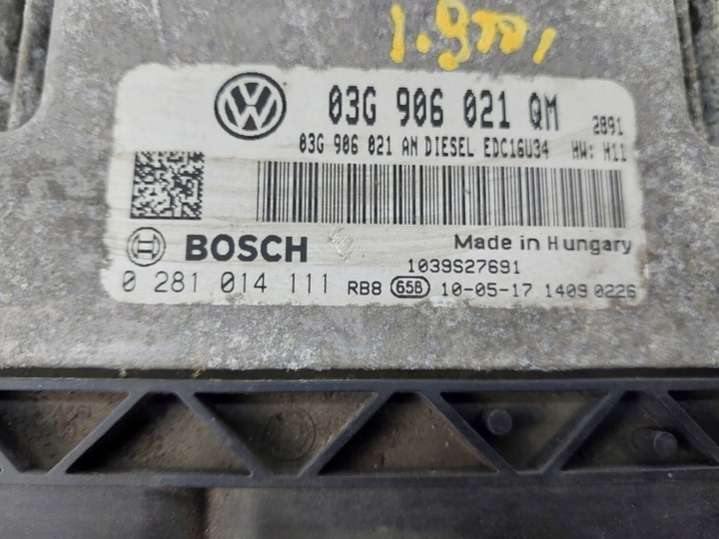 1.9TDI
03G 906 021 QM 2891
03G 906 021 AN DIESEL EDC16U34 HW: H11
BOSCH Made in Hungary
1039S27691
0 281 014 111 RB8 65B 10-05-17 1409 0226